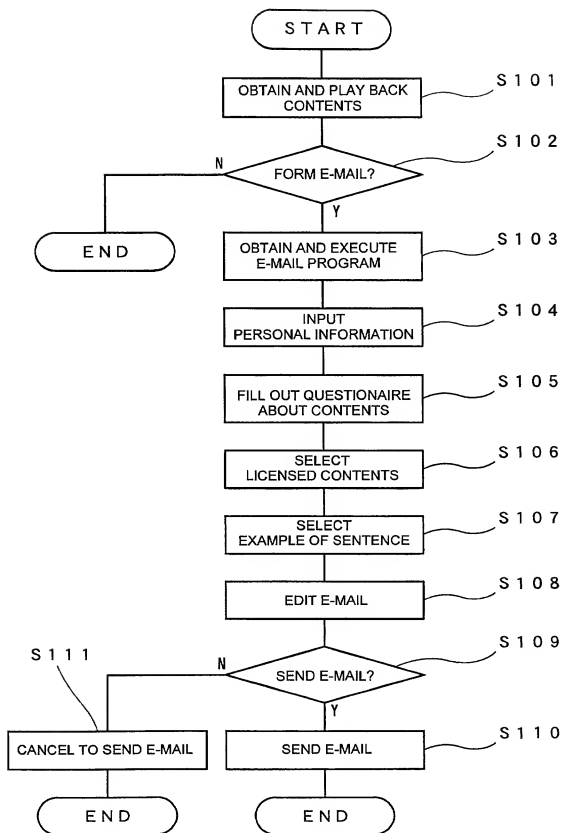 START
OBTAIN AND PLAY BACK
CONTENTS
S101
FORM E-MAIL?
S102
N
Y
END
OBTAIN AND EXECUTE
E-MAIL PROGRAM
S103
INPUT
PERSONAL INFORMATION
S104
FILL OUT QUESTIONAIRE
ABOUT CONTENTS
S105
SELECT
LICENSED CONTENTS
S106
SELECT
EXAMPLE OF SENTENCE
S107
EDIT E-MAIL
S108
SEND E-MAIL?
S109
N
Y
S111
CANCEL TO SEND E-MAIL
SEND E-MAIL
S110
END
END